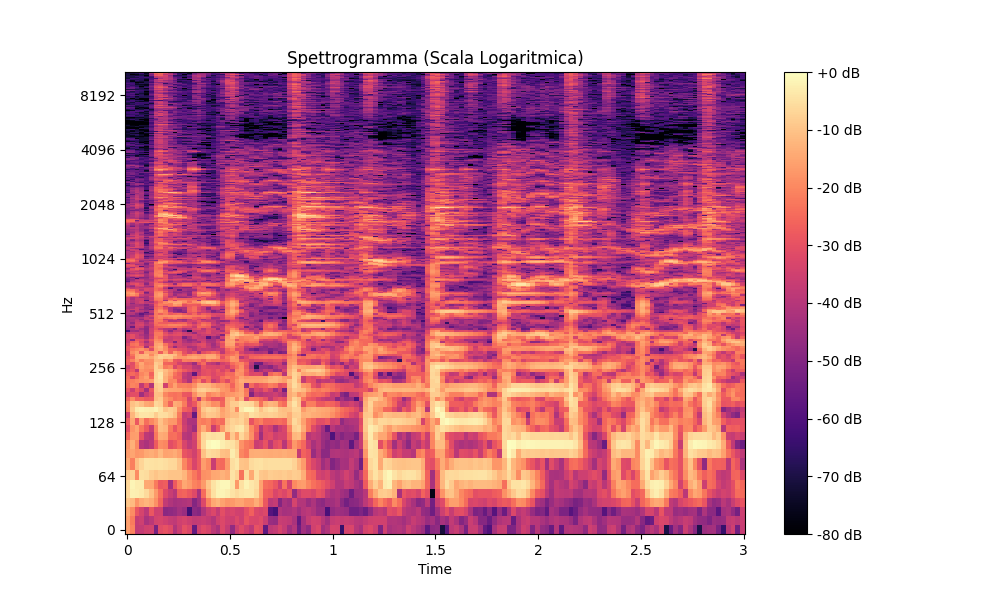 Spettrogramma (Scala Logaritmica)
Hz
8192
4096
2048
1024
512
256
128
64
0
0 0.5 1 1.5 2 2.5 3
Time
+0 dB
-10 dB
-20 dB
-30 dB
-40 dB
-50 dB
-60 dB
-70 dB
-80 dB